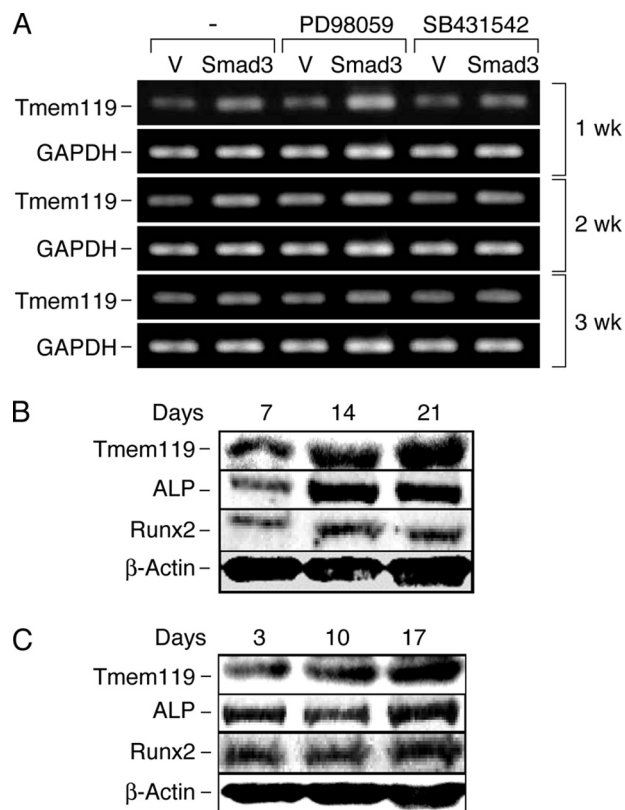 A
- PD98059 SB431542
V Smad3 V Smad3 V Smad3
Tmem119
GAPDH
1 wk
Tmem119
GAPDH
2 wk
Tmem119
GAPDH
3 wk
B
Days 7 14 21
Tmem119
ALP
Runx2
β-Actin
C
Days 3 10 17
Tmem119
ALP
Runx2
β-Actin